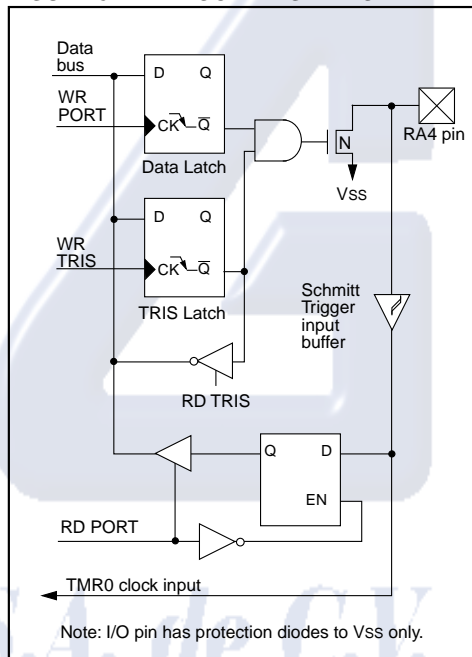 Data
bus
D Q
WR
PORT
CK Q
N
RA4 pin
Data Latch
VSS
D Q
WR
TRIS
CK Q
TRIS Latch
Schmitt
Trigger
input
buffer
RD TRIS
Q D
EN
RD PORT
TMR0 clock input
Note: I/O pin has protection diodes to VSS only.